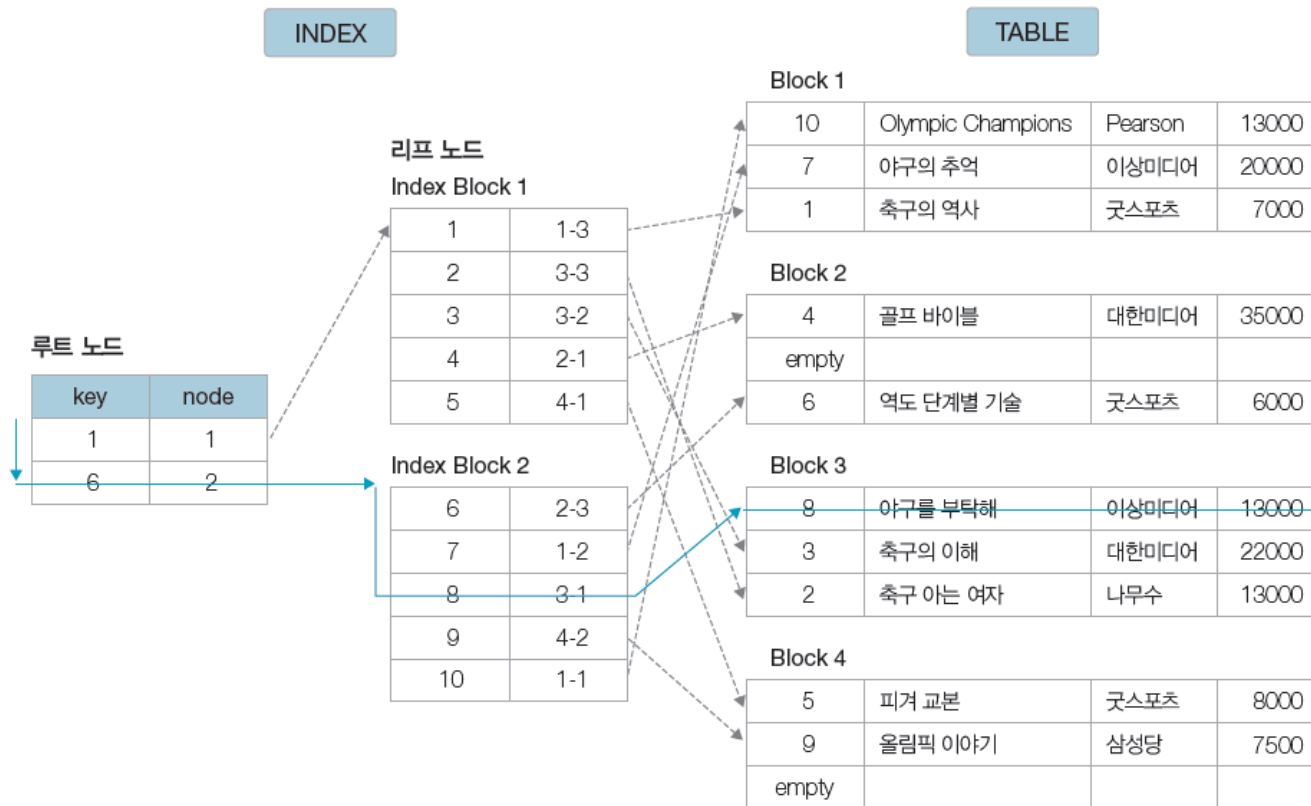 INDEX
TABLE
루트 노드
key node
1 1
6 2
리프 노드
Index Block 1
1 1-3
2 3-3
3 3-2
4 2-1
5 4-1
Index Block 2
6 2-3
7 1-2
8 3-1
9 4-2
10 1-1
Block 1
10 Olympic Champions Pearson 13000
7 야구의 추억 이상미디어 20000
1 축구의 역사 굿스포츠 7000
Block 2
4 골프 바이블 대한미디어 35000
empty
6 역도 단계별 기술 굿스포츠 6000
Block 3
8 야구를 부탁해 이상미디어 13000
3 축구의 이해 대한미디어 22000
2 축구 아는 여자 나무수 13000
Block 4
5 피겨 교본 굿스포츠 8000
9 올림픽 이야기 삼성당 7500
empty